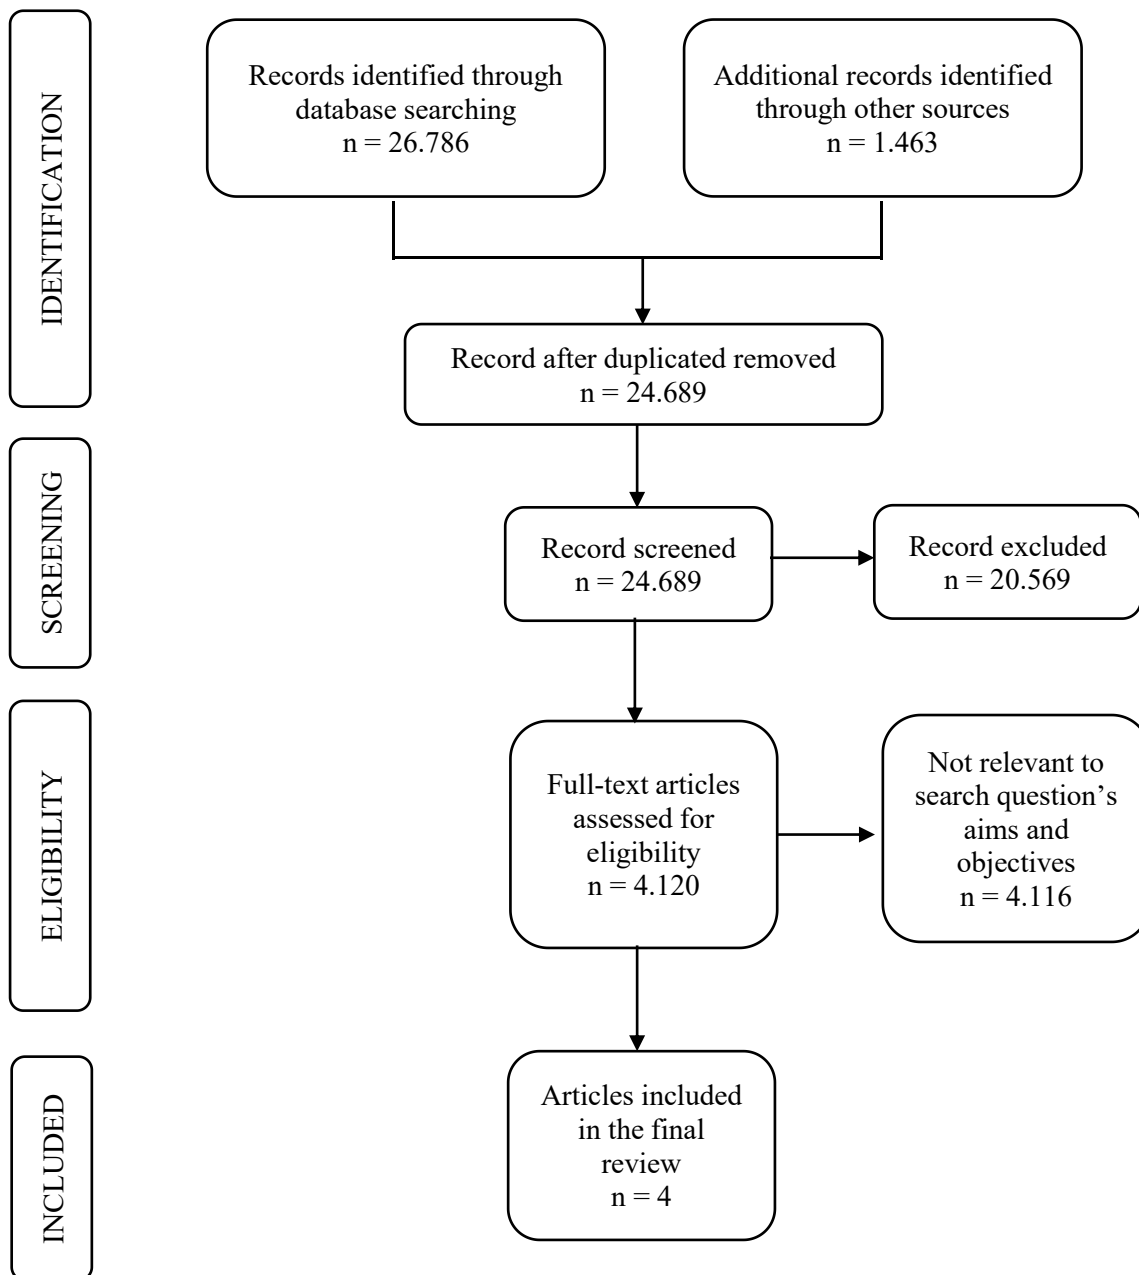 IDENTIFICATION
Records identified through
database searching
n = 26.786
Additional records identified
through other sources
n = 1.463
Record after duplicated removed
n = 24.689
SCREENING
Record screened
n = 24.689
Record excluded
n = 20.569
ELIGIBILITY
Full-text articles
assessed for
eligibility
n = 4.120
Not relevant to
search question’s
aims and
objectives
n = 4.116
INCLUDED
Articles included
in the final
review
n = 4